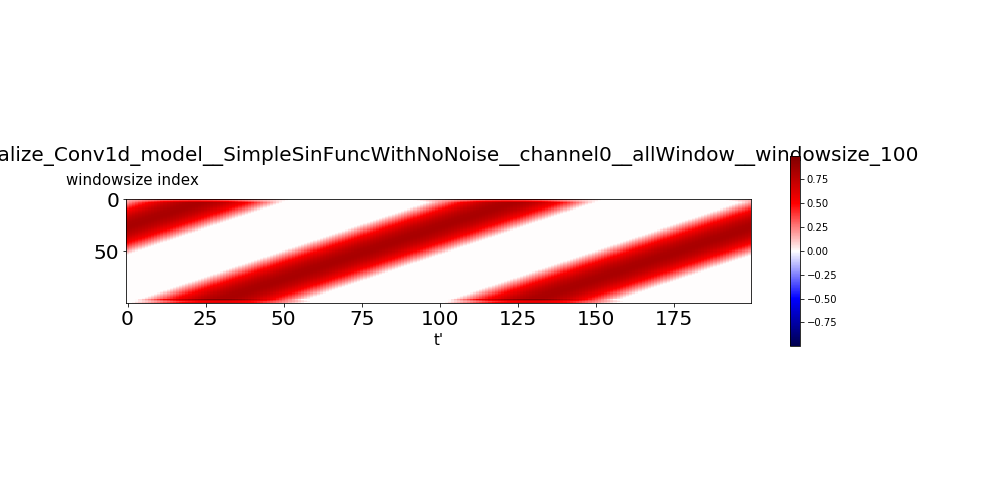 alize_Conv1d_model__SimpleSinFuncWithNoNoise__channel0__allWindow__windowsize_100
windowsize index
0
50
0 25 50 75 100 125 150 175
t'
0.75
0.50
0.25
0.00
−0.25
−0.50
−0.75